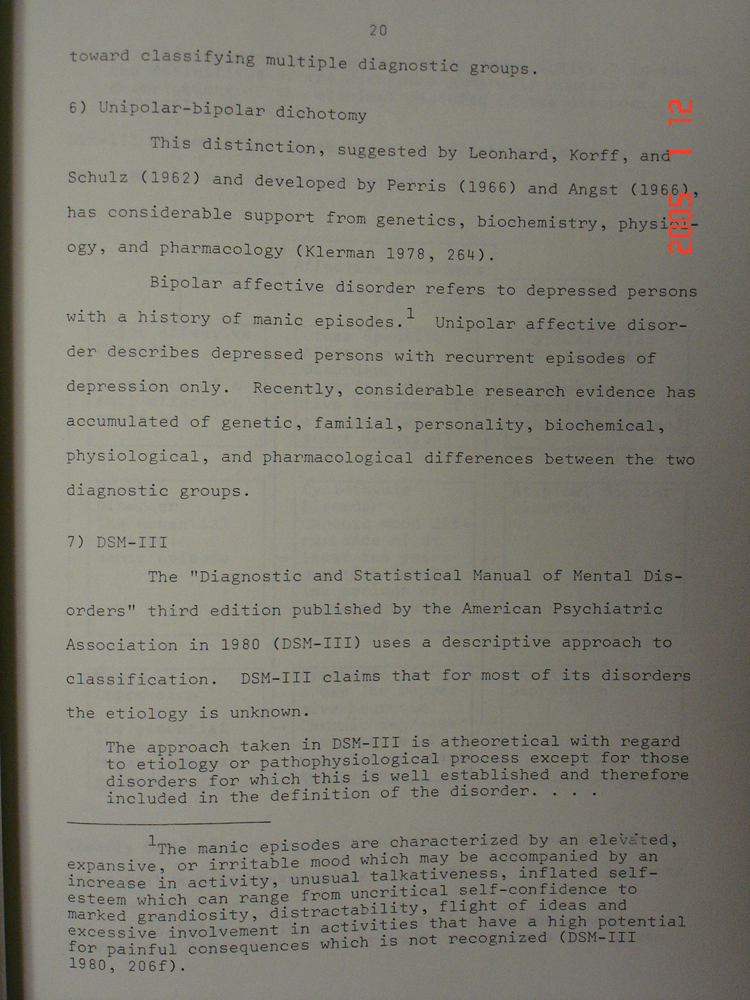 20
toward classifying multiple diagnostic groups.
6) Unipolar-bipolar dichotomy
This distinction, suggested by Leonhard, Korff, and
Schulz (1962) and developed by Perris (1966) and Angst (1966),
has considerable support from genetics, biochemistry, physiol-
ogy, and pharmacology (Klerman 1978, 264).
Bipolar affective disorder refers to depressed persons
with a history of manic episodes.1 Unipolar affective disor-
der describes depressed persons with recurrent episodes of
depression only. Recently, considerable research evidence has
accumulated of genetic, familial, personality, biochemical,
physiological, and pharmacological differences between the two
diagnostic groups.
7) DSM-III
The "Diagnostic and Statistical Manual of Mental Dis-
orders" third edition published by the American Psychiatric
Association in 1980 (DSM-III) uses a descriptive approach to
classification. DSM-III claims that for most of its disorders
the etiology is unknown.
The approach taken in DSM-III is atheoretical with regard
to etiology or pathophysiological process except for those
disorders for which this is well established and therefore
included in the definition of the disorder. . . .
1The manic episodes are characterized by an elevated,
expansive, or irritable mood which may be accompanied by an
increase in activity, unusual talkativeness, inflated self-
esteem which can range from uncritical self-confidence to
marked grandiosity, distractability, flight of ideas and
excessive involvement in activities that have a high potential
for painful consequences which is not recognized (DSM-III
1980, 206f).
2005 1 12